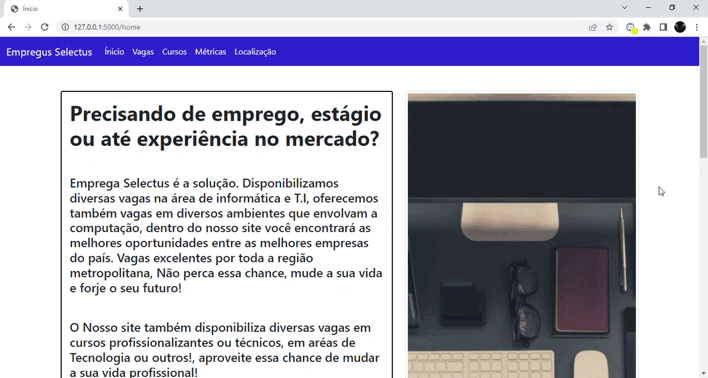 Ínicio
127.0.0.1:5000/home
Empregus Selectus Ínicio Vagas Cursos Métricas Localização
Precisando de emprego, estágio
ou até experiência no mercado?
Emprega Selectus é a solução. Disponibilizamos
diversas vagas na área de informática e T.I, oferecemos
também vagas em diversos ambientes que envolvam a
computação, dentro do nosso site você encontrará as
melhores oportunidades entre as melhores empresas
do país. Vagas excelentes por toda a região
metropolitana, Não perca essa chance, mude a sua vida
e forje o seu futuro!
O Nosso site também disponibiliza diversas vagas em
cursos profissionalizantes ou técnicos, em aréas de
Tecnologia ou outros!, aproveite essa chance de mudar
a sua vida profissional!